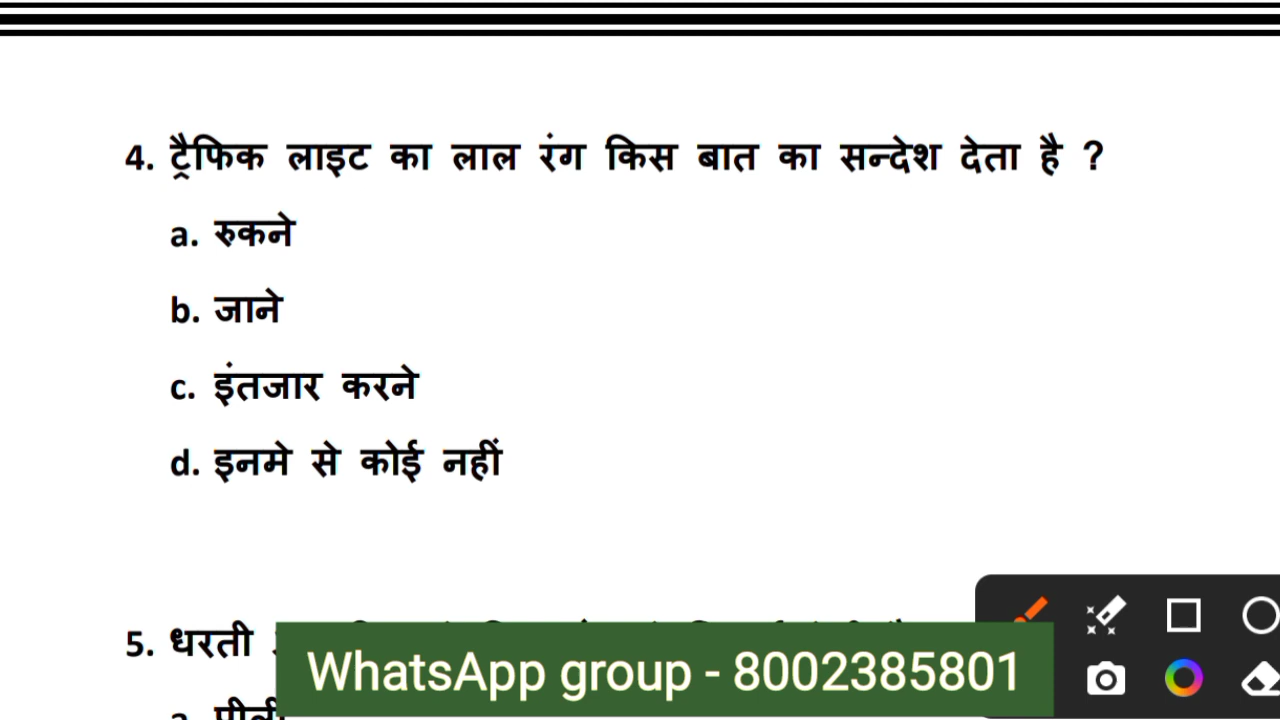 4. ट्रैफिक लाइट का लाल रंग किस बात का सन्देश देता है ?
a. रुकने
b. जाने
c. इंतजार करने
d. इनमे से कोई नहीं
5. धरती
WhatsApp group - 8002385801
a. पीली